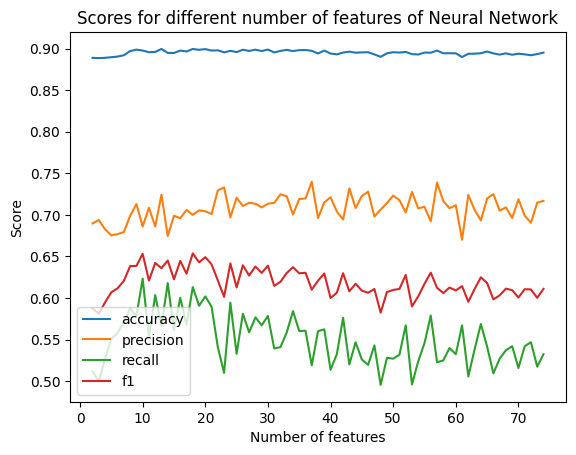 Scores for different number of features of Neural Network
0.90
0.85
0.80
0.75
0.70
0.65
0.60
0.55
0.50
Score
accuracy
precision
recall
f1
0 10 20 30 40 50 60 70
Number of features